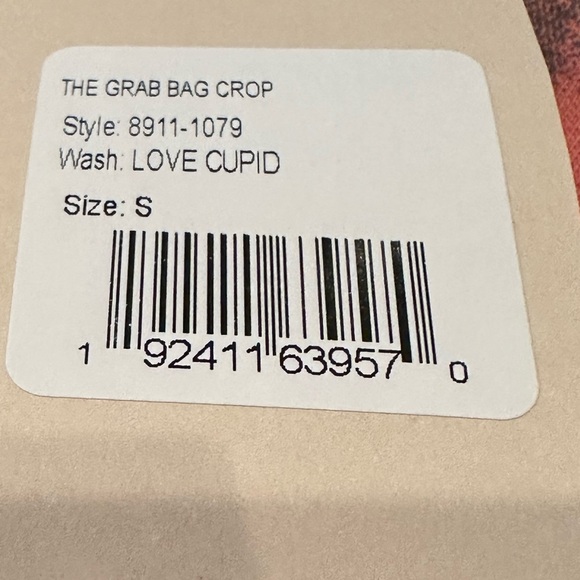 THE GRAB BAG CROP
Style: 8911-1079
Wash: LOVE CUPID
Size: S
1 92411 63957 0